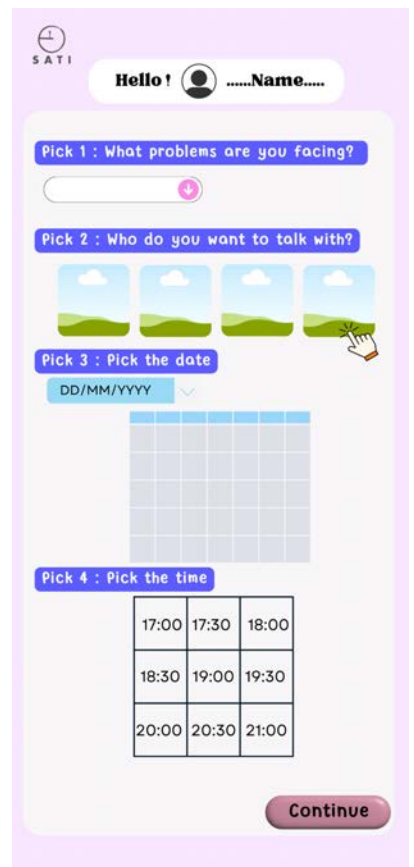 SATI
Hello ! ......Name.....
Pick 1 : What problems are you facing?
Pick 2 : Who do you want to talk with?
Pick 3 : Pick the date
DD/MM/YYYY
Pick 4 : Pick the time
17:00 17:30 18:00
18:30 19:00 19:30
20:00 20:30 21:00
Continue